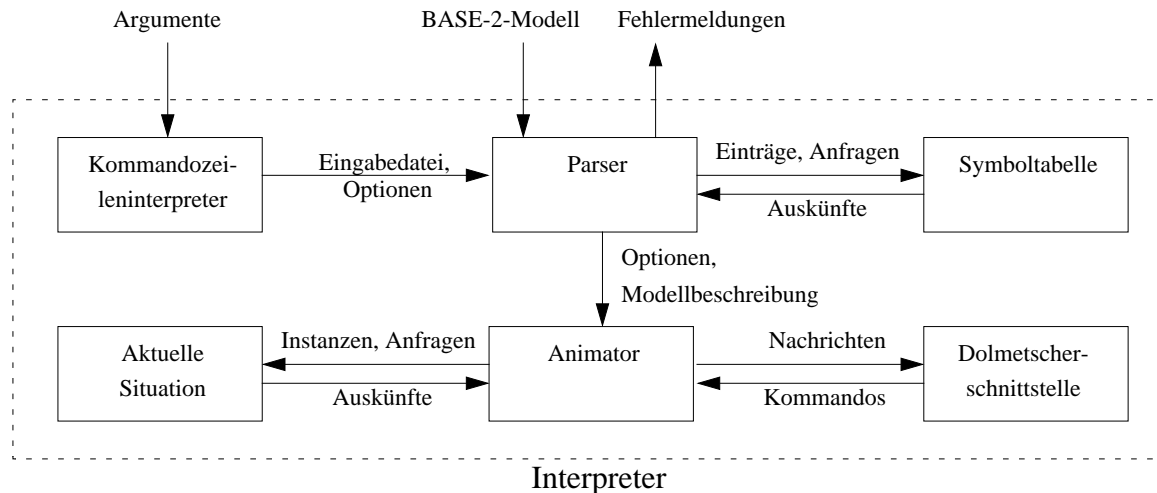 Argumente
BASE-2-Modell
Fehlermeldungen
Kommandozei-
leninterpreter
Eingabedatei,
Optionen
Parser
Einträge, Anfragen
Auskünfte
Symboltabelle
Optionen,
Modellbeschreibung
Aktuelle
Situation
Instanzen, Anfragen
Auskünfte
Animator
Nachrichten
Kommandos
Dolmetscher-
schnittstelle
Interpreter